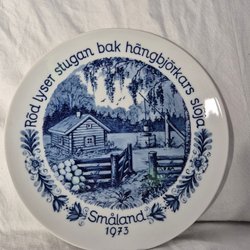 Röd lyser stugan bak hängbjörkars slöja
Småland
1973